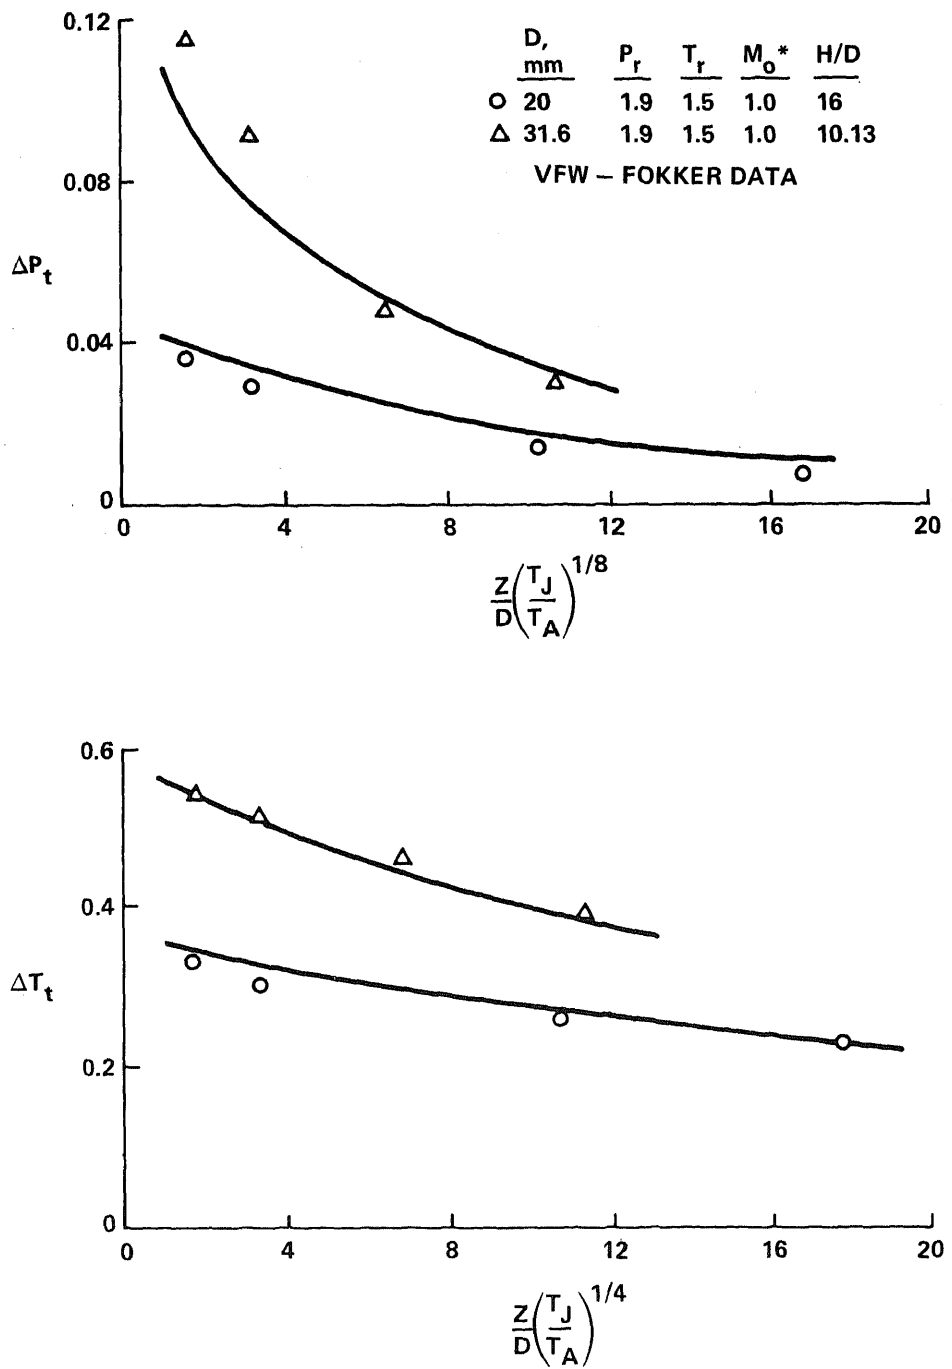 D, mm P_r T_r M_o* H/D
○ 20 1.9 1.5 1.0 16
△ 31.6 1.9 1.5 1.0 10.13
VFW – FOKKER DATA
0.12
0.08
ΔP_t
0.04
0
0 4 8 12 16 20
Z/D (T_J/T_A)^1/8
0.6
0.4
ΔT_t
0.2
0
0 4 8 12 16 20
Z/D (T_J/T_A)^1/4